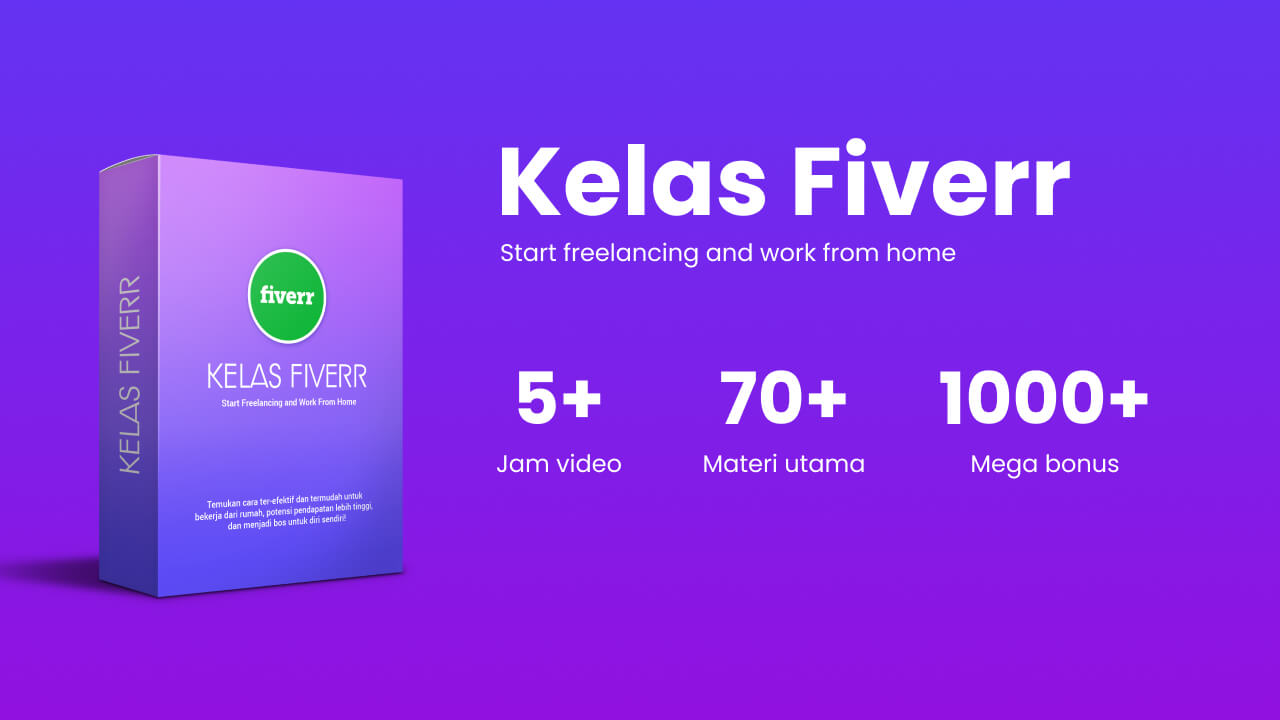 KELAS FIVERR
fiverr
KELAS FIVERR
Start Freelancing and Work From Home
Temukan cara ter-efektif dan termudah untuk
bekerja dari rumah, potensi pendapatan lebih tinggi,
dan menjadi bos untuk diri sendiri!
Kelas Fiverr
Start freelancing and work from home
5+
Jam video
70+
Materi utama
1000+
Mega bonus